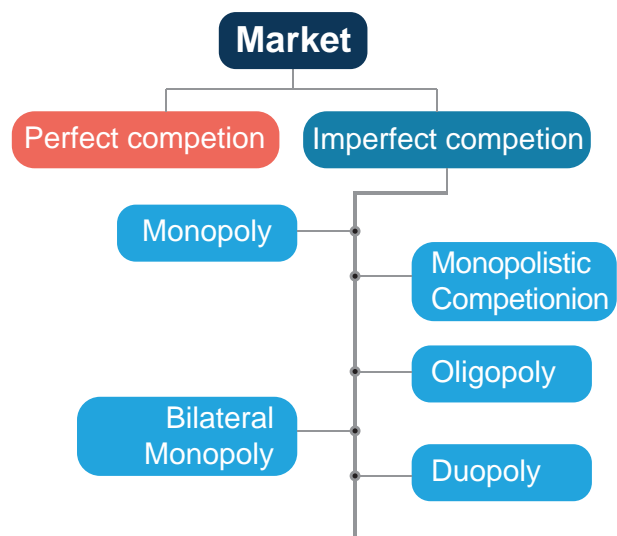 Market
Perfect competion
Imperfect competion
Monopoly
Monopolistic
Competionion
Oligopoly
Bilateral
Monopoly
Duopoly